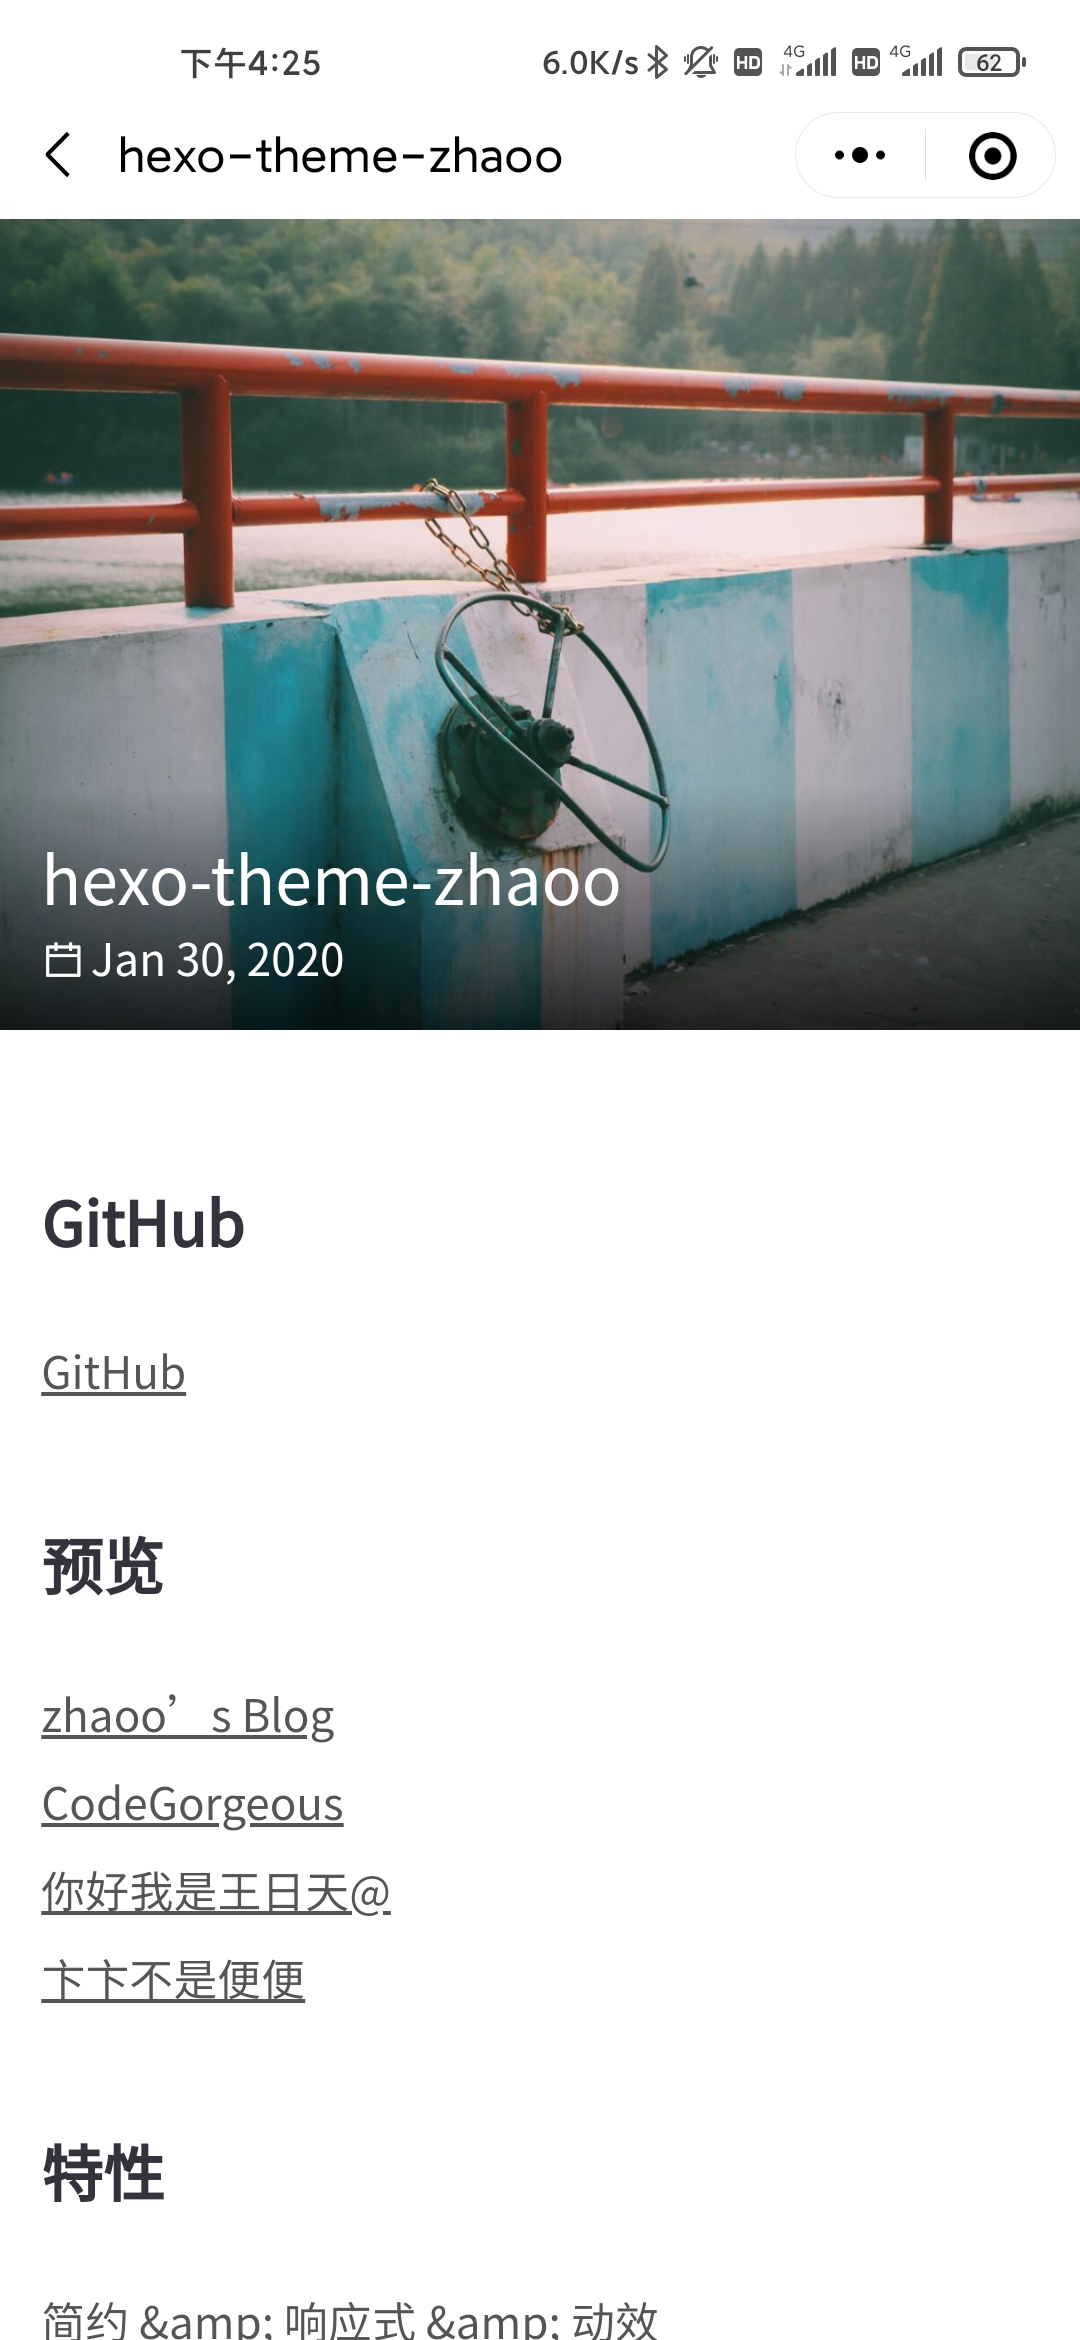 下午4:25
6.0K/s HD 4G HD 4G 62
hexo-theme-zhaoo
hexo-theme-zhaoo
Jan 30, 2020
GitHub
GitHub
预览
zhaoo’s Blog
CodeGorgeous
你好我是王日天@
卞卞不是便便
特性
简约 &amp; 响应式 &amp; 动效